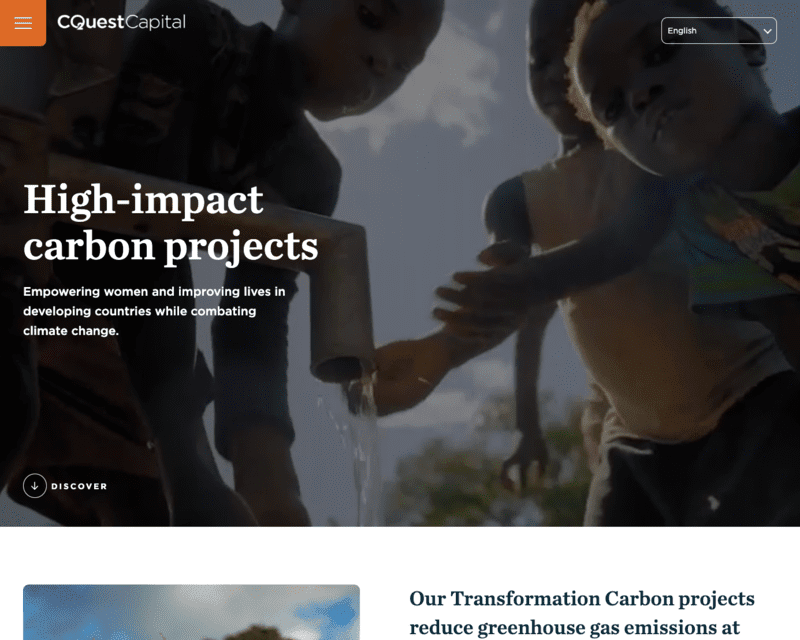 CQuestCapital
English
High-impact
carbon projects
Empowering women and improving lives in
developing countries while combating
climate change.
DISCOVER
Our Transformation Carbon projects
reduce greenhouse gas emissions at